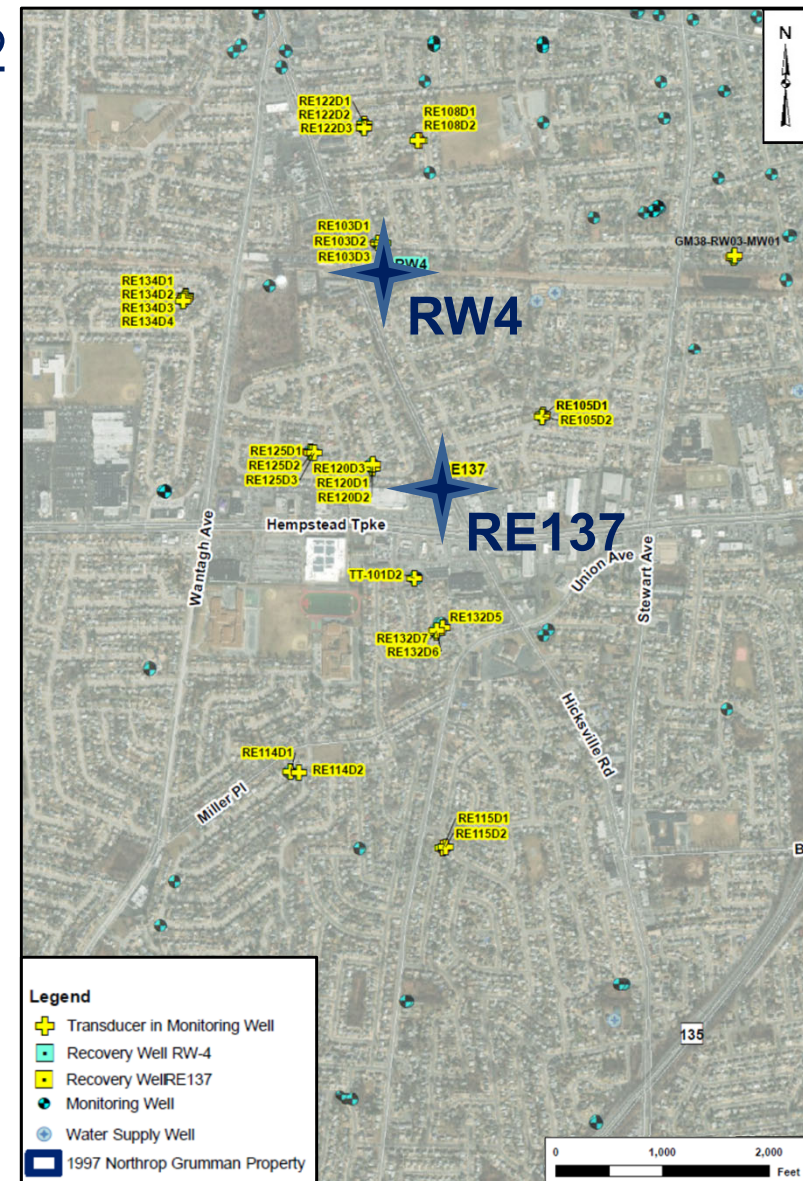 2
N
RE122D1
RE122D2
RE122D3
RE108D1
RE108D2
RE103D1
RE103D2
RE103D3
RW4
GM38-RW03-MW01
RE134D1
RE134D2
RE134D3
RE134D4
RW4
RE105D1
RE105D2
RE125D1
RE125D2
RE125D3
RE120D3
RE120D1
RE120D2
E137
RE137
Hempstead Tpke
Wantagh Ave
Union Ave
Stewart Ave
TT-101D2
RE132D5
RE132D7
RE132D6
Hicksville Rd
RE114D1
RE114D2
Miller Pl
RE115D1
RE115D2
B
135
Legend
Transducer in Monitoring Well
Recovery Well RW-4
Recovery WellRE137
Monitoring Well
Water Supply Well
1997 Northrop Grumman Property
0 1,000 2,000
Feet